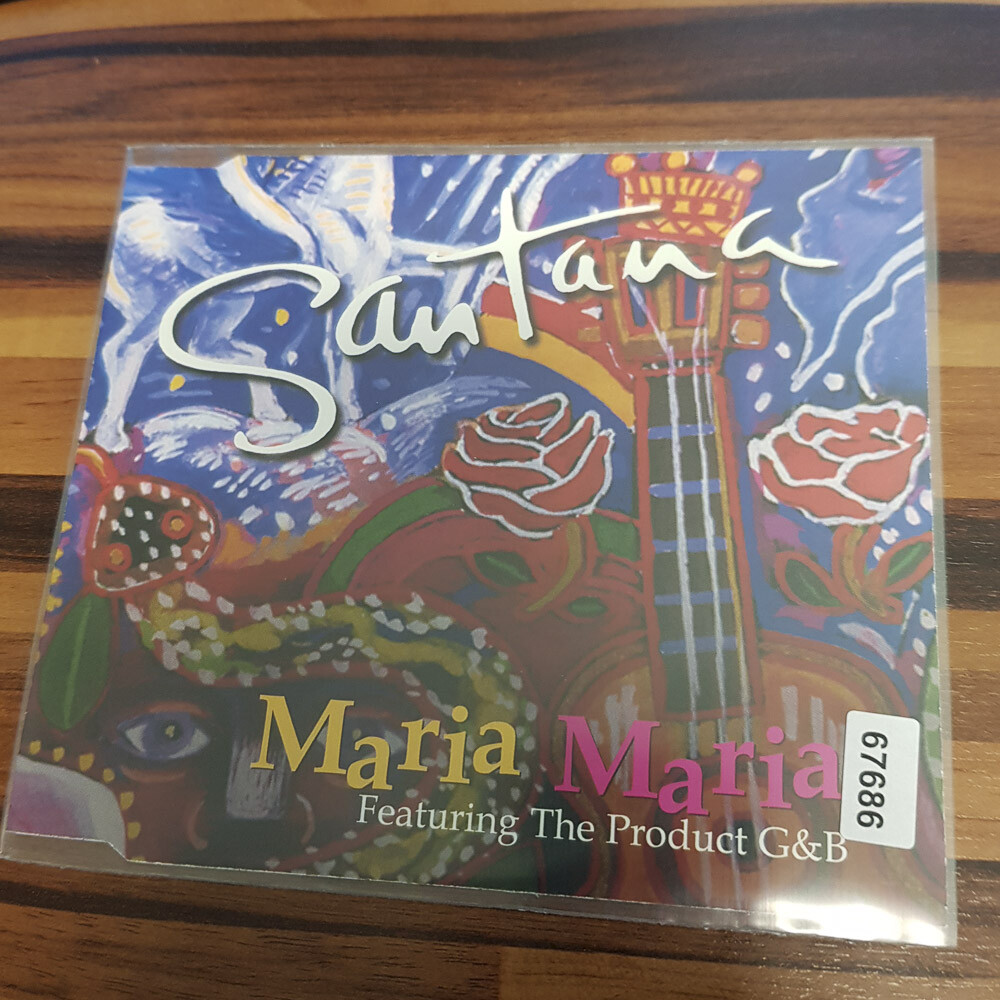 Santana
Maria Maria
Featuring The Product G&B
67686